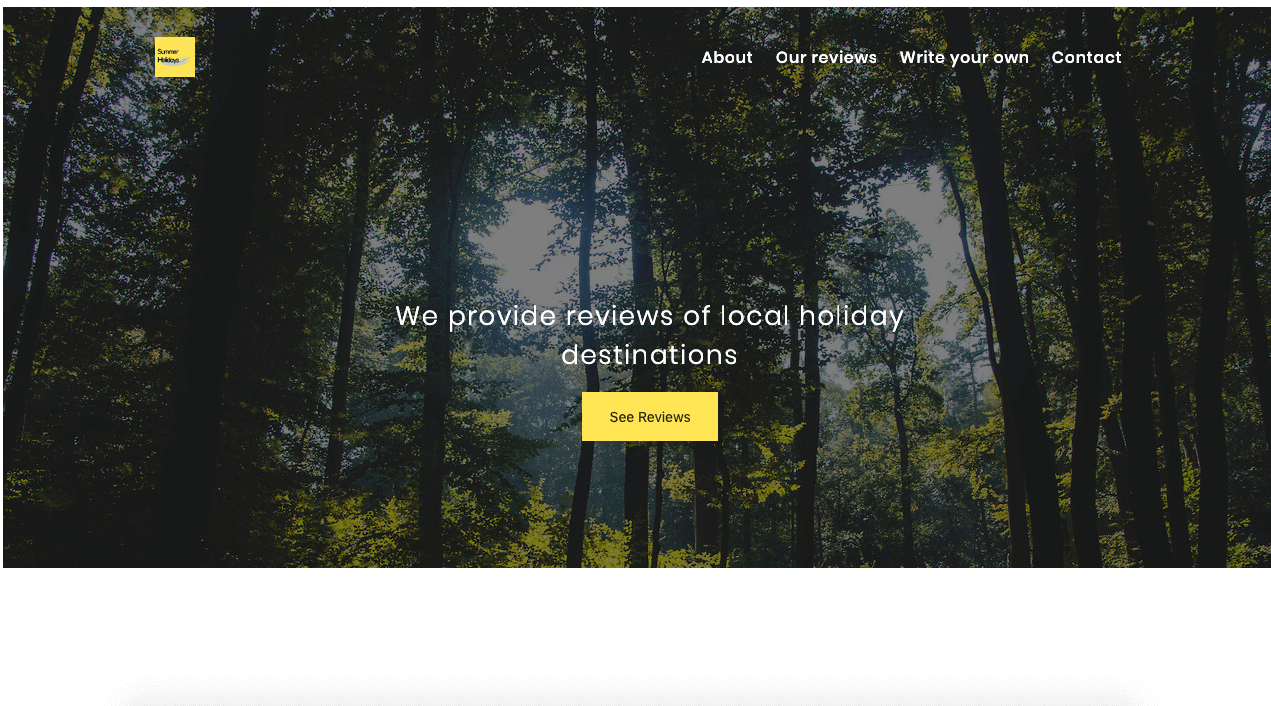 Summer
Holidays
About Our reviews Write your own Contact
We provide reviews of local holiday
destinations
See Reviews